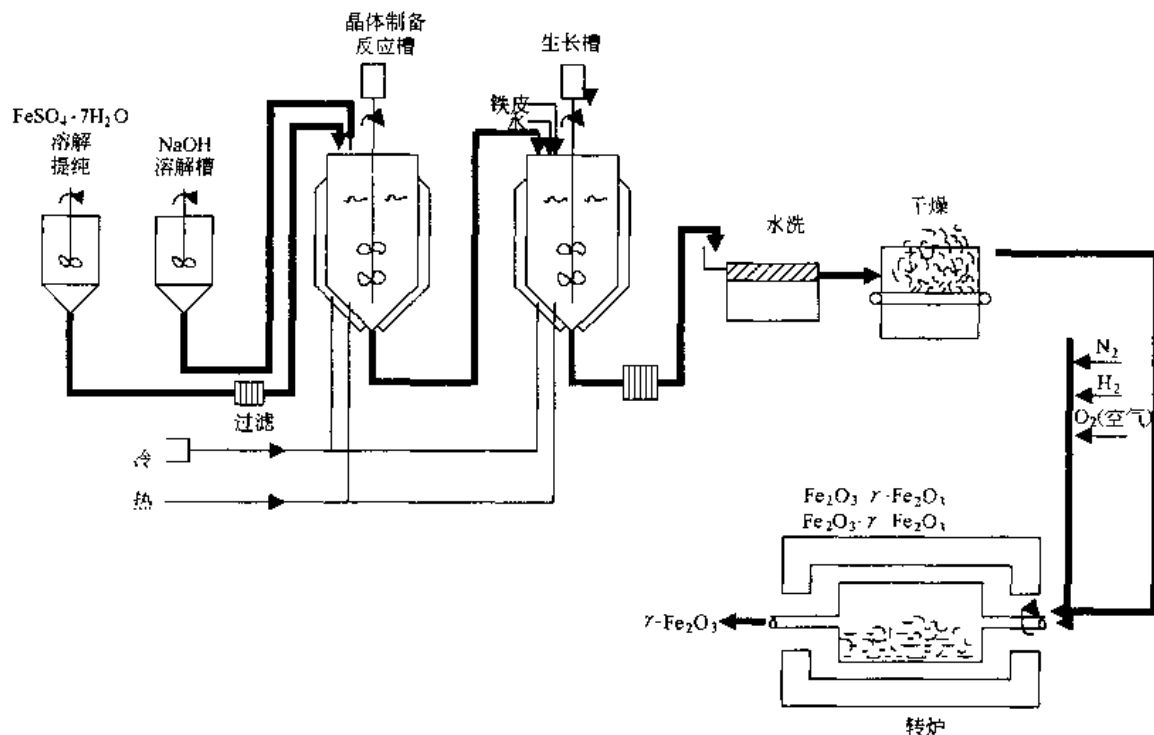 晶体制备
反应槽
生长槽
铁皮
水
FeSO₄·7H₂O
溶解
提纯
NaOH
溶解槽
水洗
干燥
N₂
H₂
O₂(空气)
过滤
冷
热
Fe₂O₃ γ-Fe₂O₃
Fe₂O₃·γ Fe₂O₃
γ-Fe₂O₃
转炉